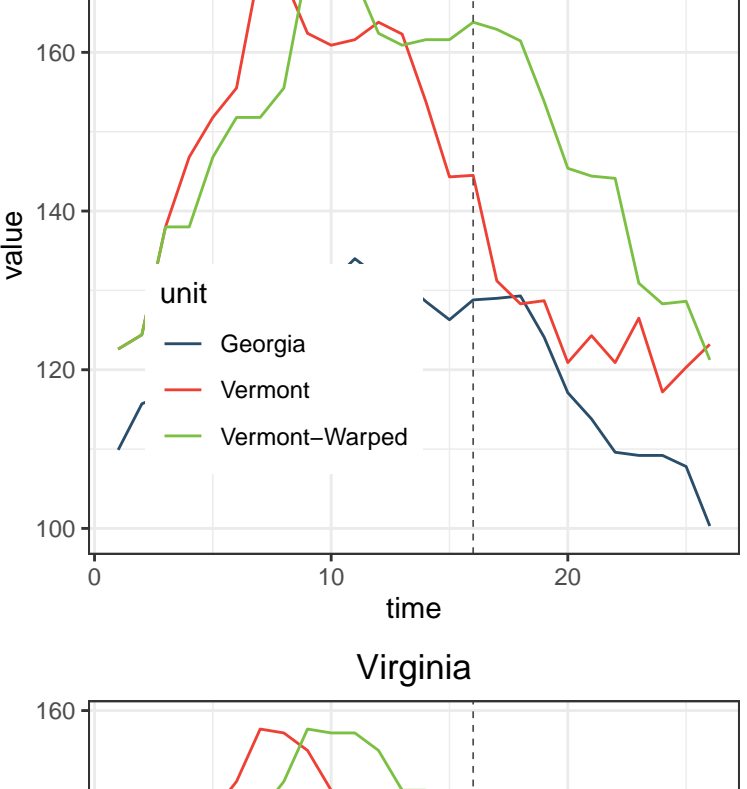 160
140
120
100
value
unit
Georgia
Vermont
Vermont–Warped
0 10 20
time
Virginia
160